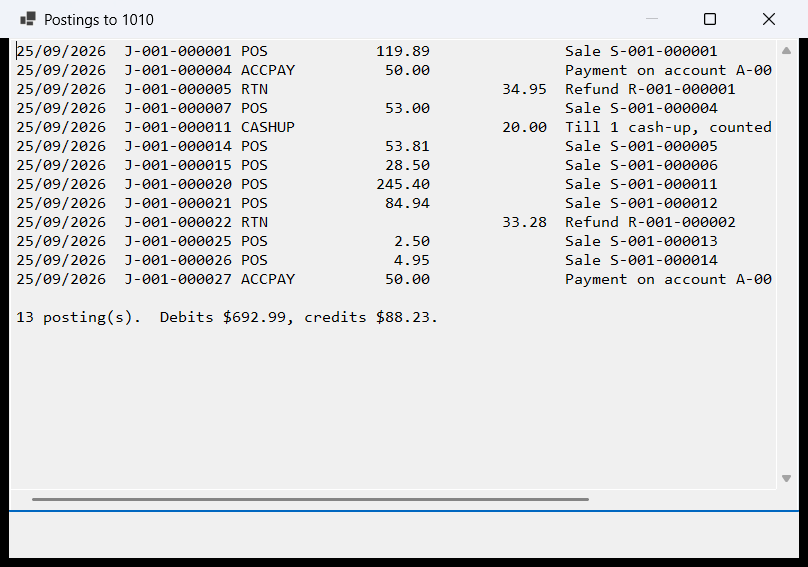 Postings to 1010
25/09/2026  J-001-000001 POS            119.89               Sale S-001-000001
25/09/2026  J-001-000004 ACCPAY          50.00               Payment on account A-00
25/09/2026  J-001-000005 RTN                          34.95  Refund R-001-000001
25/09/2026  J-001-000007 POS             53.00               Sale S-001-000004
25/09/2026  J-001-000011 CASHUP                       20.00  Till 1 cash-up, counted
25/09/2026  J-001-000014 POS             53.81               Sale S-001-000005
25/09/2026  J-001-000015 POS             28.50               Sale S-001-000006
25/09/2026  J-001-000020 POS            245.40               Sale S-001-000011
25/09/2026  J-001-000021 POS             84.94               Sale S-001-000012
25/09/2026  J-001-000022 RTN                          33.28  Refund R-001-000002
25/09/2026  J-001-000025 POS              2.50               Sale S-001-000013
25/09/2026  J-001-000026 POS              4.95               Sale S-001-000014
25/09/2026  J-001-000027 ACCPAY          50.00               Payment on account A-00
13 posting(s).  Debits $692.99, credits $88.23.